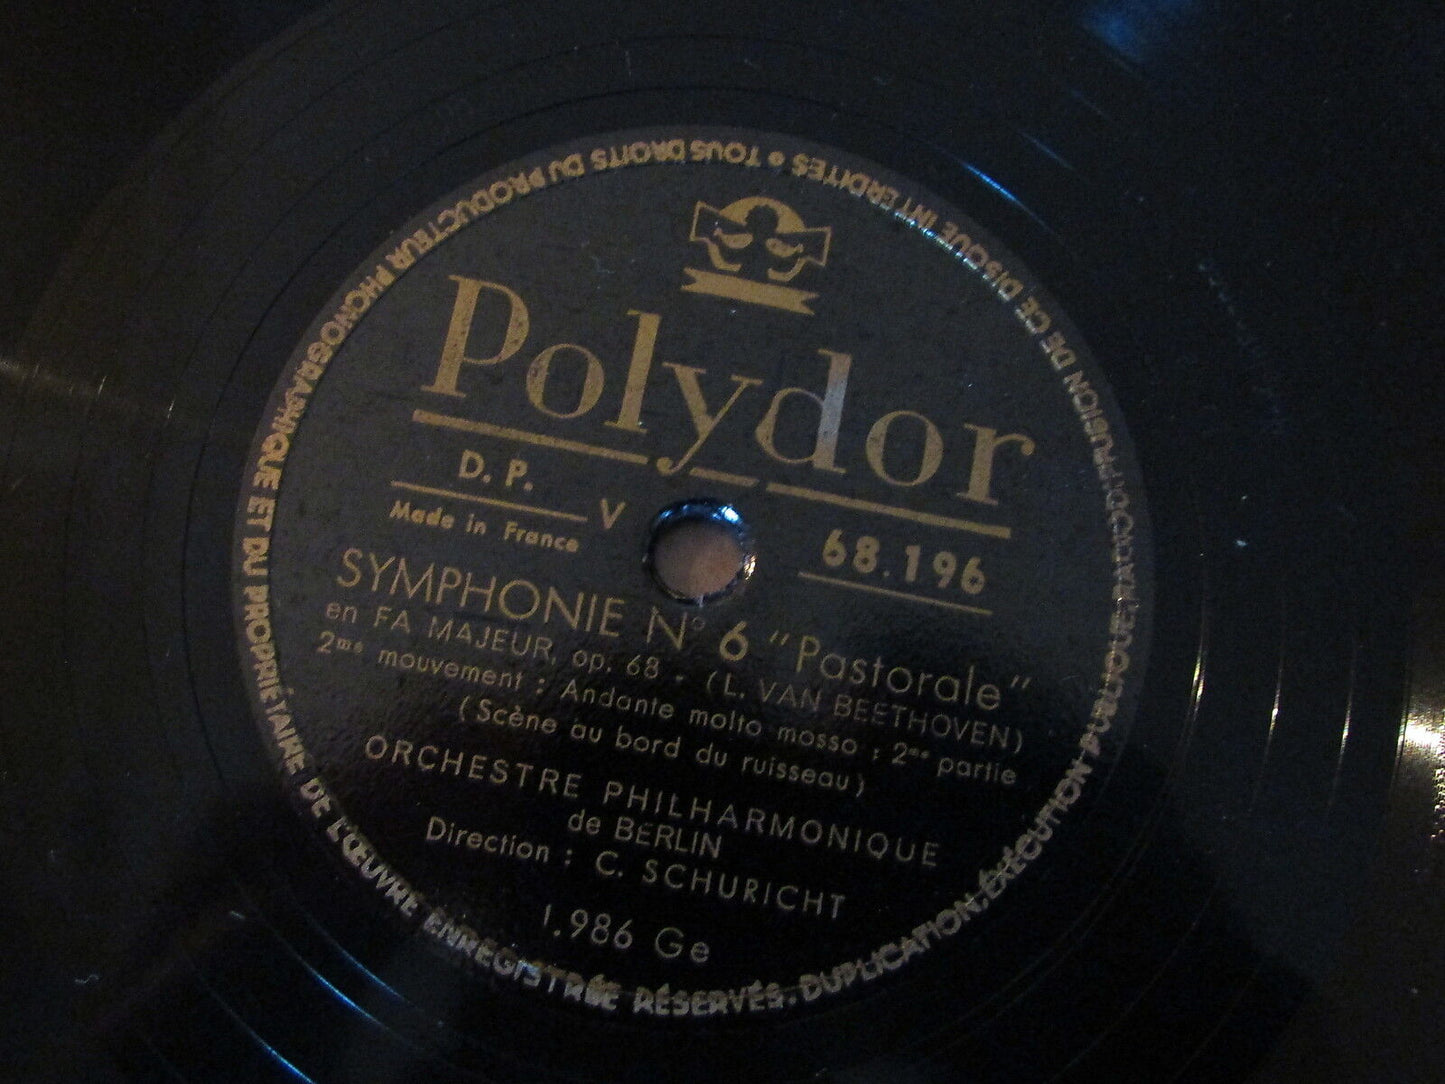 Polydor
D. P.
V
Made in France
68.196
SYMPHONIE N° 6 "Pastorale"
en FA MAJEUR, op. 68 - (L. VAN BEETHOVEN)
2me mouvement : Andante molto mosso : 2me partie
(Scène au bord du ruisseau)
ORCHESTRE PHILHARMONIQUE
de BERLIN
Direction : C. SCHURICHT
1.986 Ge
TOUS DROITS DU PRODUCTEUR PHONOGRAPHIQUE ET DU PROPRIÉTAIRE DE L'ŒUVRE ENREGISTRÉE RÉSERVÉS. DUPLICATION, EXÉCUTION PUBLIQUE, RADIO-DIFFUSION DE CE DISQUE INTERDITES •